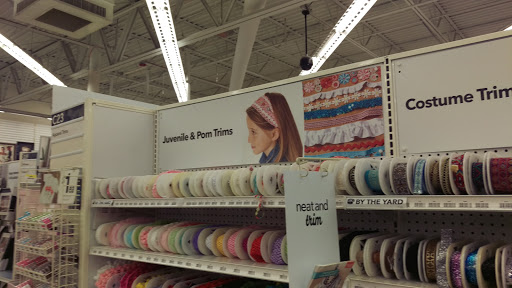 Juvenile & Pom Trims
Costume Trim
BY THE YARD
neat and
trim